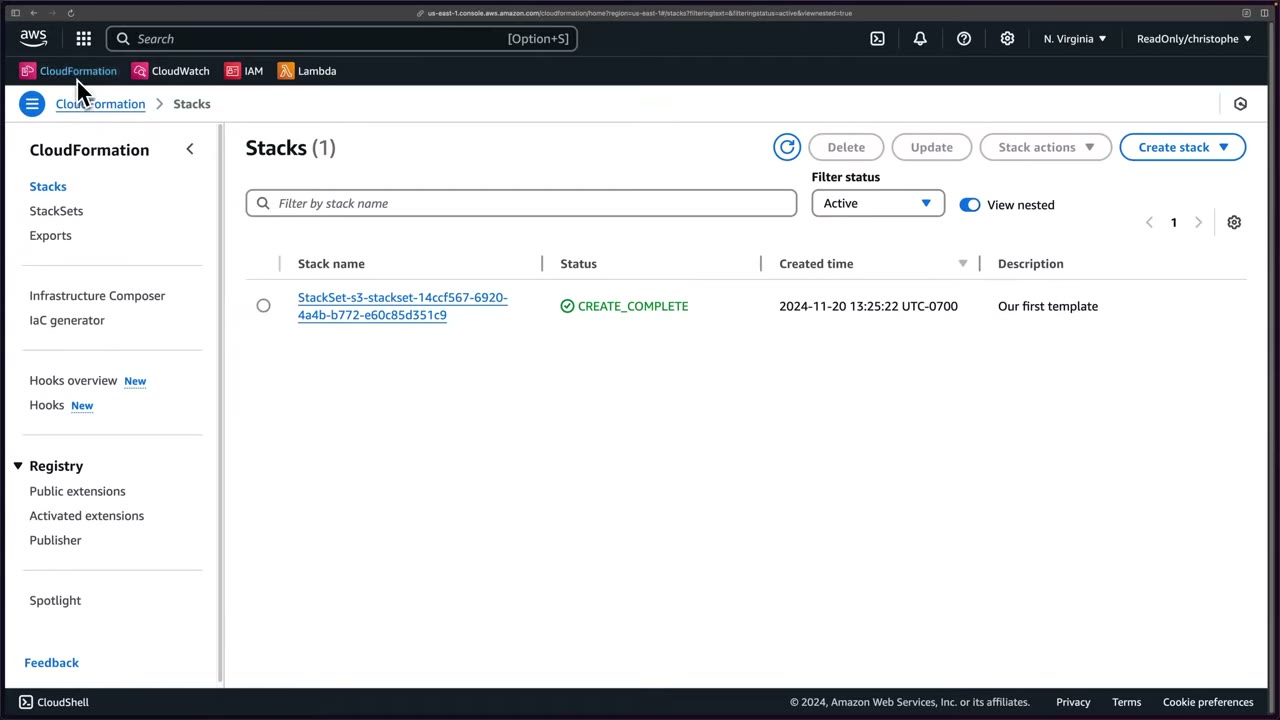 us-east-1.console.aws.amazon.com/cloudformation/home?region=us-east-1#/stacks?filteringtext=&filteringstatus=active&viewnested=true
aws
Search
[Option+S]
N. Virginia
ReadOnly/christophe
CloudFormation
CloudWatch
IAM
Lambda
CloudFormation
Stacks
CloudFormation
Stacks
StackSets
Exports
Infrastructure Composer
IaC generator
Hooks overview New
Hooks New
Registry
Public extensions
Activated extensions
Publisher
Spotlight
Feedback
Stacks (1)
Delete
Update
Stack actions
Create stack
Filter status
Filter by stack name
Active
View nested
1
Stack name
Status
Created time
Description
StackSet-s3-stackset-14ccf567-6920-
4a4b-b772-e60c85d351c9
CREATE_COMPLETE
2024-11-20 13:25:22 UTC-0700
Our first template
CloudShell
© 2024, Amazon Web Services, Inc. or its affiliates.
Privacy
Terms
Cookie preferences